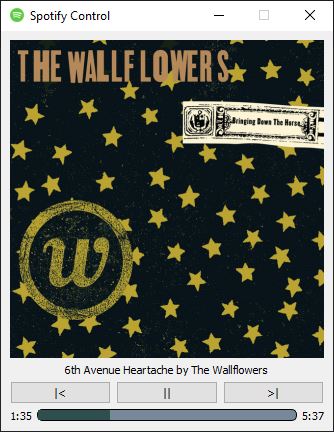 Spotify Control
THE WALLFLOWERS
Bringing Down The Horse
w
6th Avenue Heartache by The Wallflowers
|<
||
>|
1:35
5:37